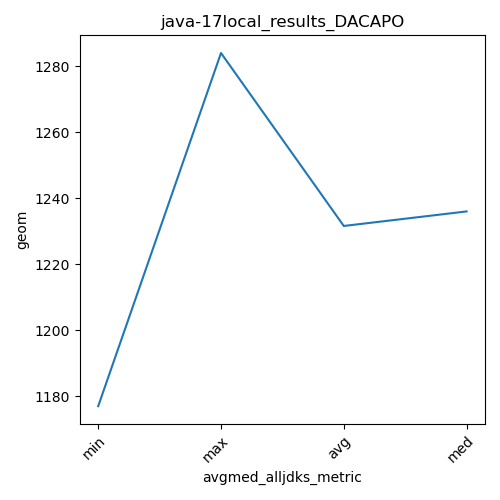 java-17local_results_DACAPO
1280
1260
1240
1220
1200
1180
geom
min
max
avg
med
avgmed_alljdks_metric